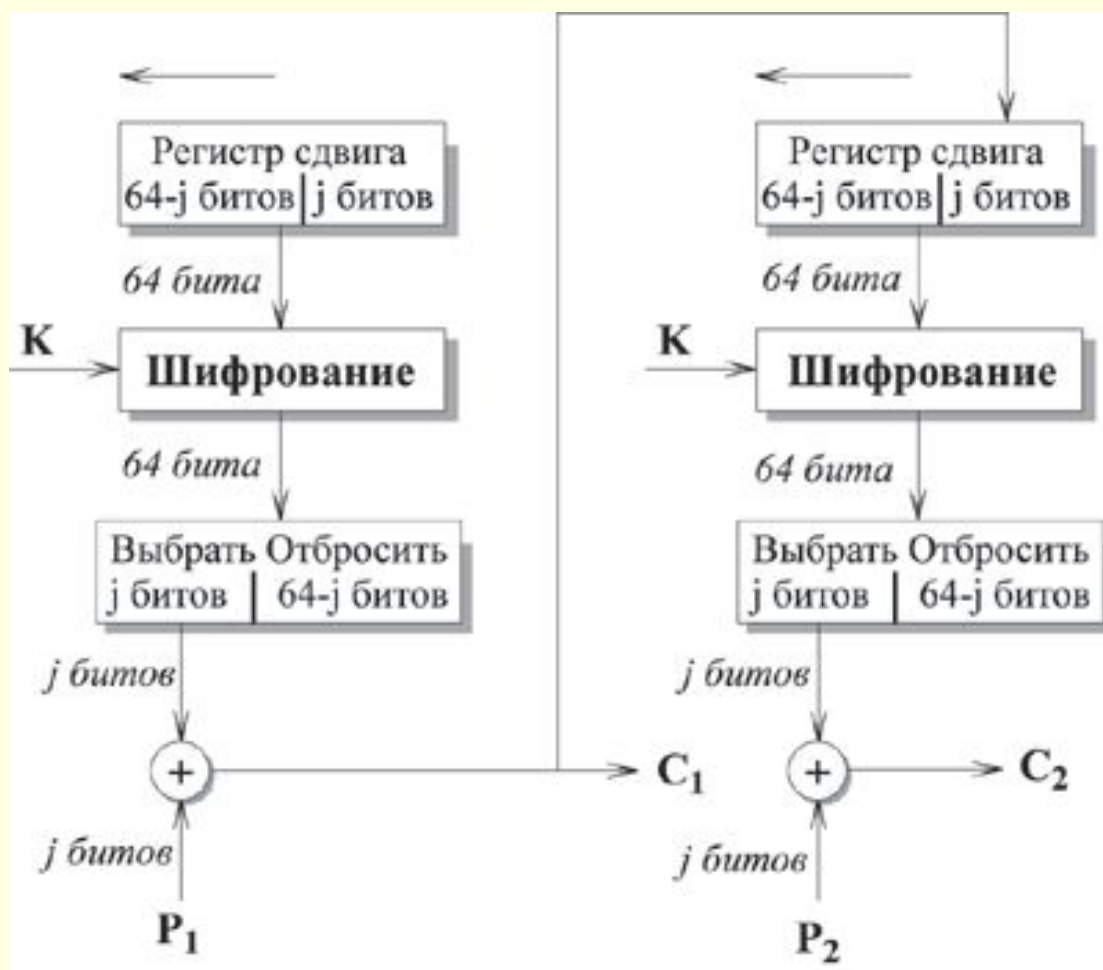 Регистр сдвига
64-j битов | j битов
64 бита
K
Шифрование
64 бита
Выбрать Отбросить
j битов | 64-j битов
j битов
+
C₁
j битов
P₁
Регистр сдвига
64-j битов | j битов
64 бита
K
Шифрование
64 бита
Выбрать Отбросить
j битов | 64-j битов
j битов
+
C₂
j битов
P₂